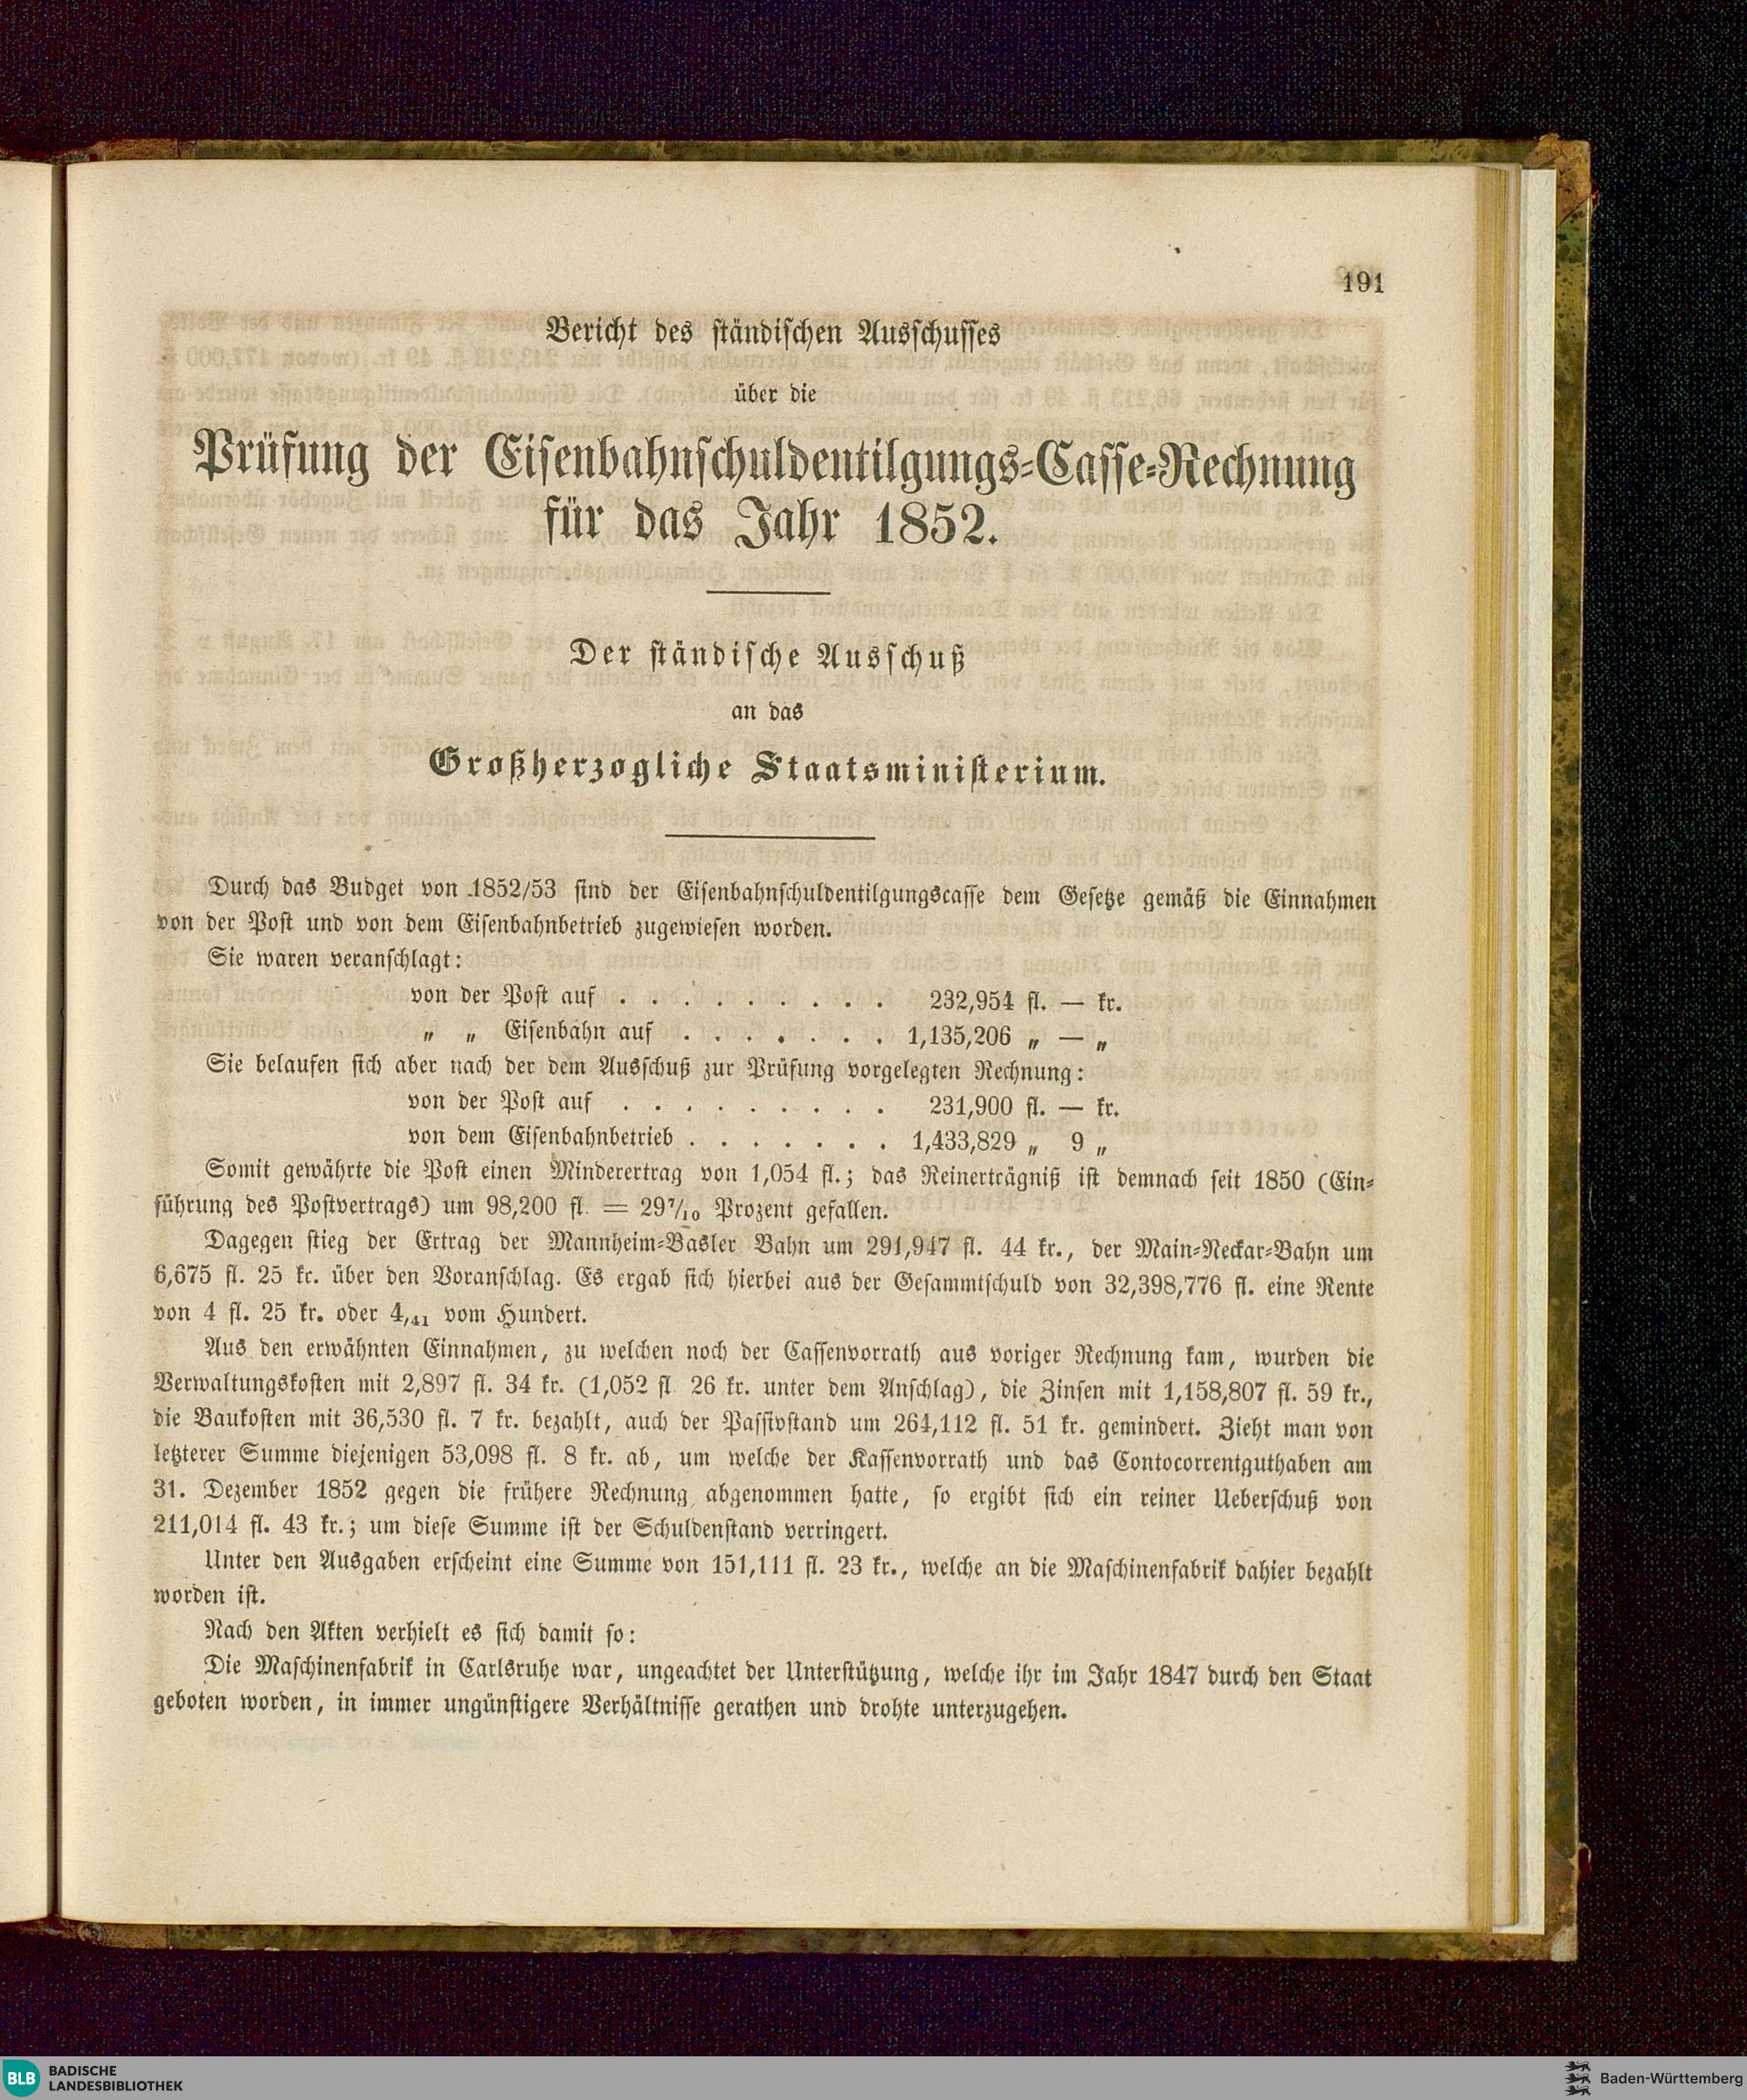 191
Bericht des ständischen Ausschusses
über die
Prüfung der Eisenbahnschuldentilgungs-Casse-Rechnung
für das Jahr 1852.
Der ständische Ausschuß
an das
Großherzogliche Staatsministerium.
Durch das Budget von 1852/53 sind der Eisenbahnschuldentilgungscasse dem Gesetze gemäß die Einnahmen
von der Post und von dem Eisenbahnbetrieb zugewiesen worden.
Sie waren veranschlagt:
von der Post auf . . . . . . . . . 232,954 fl. — kr.
„ „ Eisenbahn auf . . . . . . . 1,135,206 „ — „
Sie belaufen sich aber nach der dem Ausschuß zur Prüfung vorgelegten Rechnung:
von der Post auf . . . . . . . . . 231,900 fl. — kr.
von dem Eisenbahnbetrieb . . . . . . . 1,433,829 „ 9 „
Somit gewährte die Post einen Minderertrag von 1,054 fl.; das Reinerträgniß ist demnach seit 1850 (Ein-
führung des Postvertrags) um 98,200 fl. = 29 7/10 Prozent gefallen.
Dagegen stieg der Ertrag der Mannheim-Basler Bahn um 291,947 fl. 44 kr., der Main-Neckar-Bahn um
6,675 fl. 25 kr. über den Voranschlag. Es ergab sich hierbei aus der Gesammtschuld von 32,398,776 fl. eine Rente
von 4 fl. 25 kr. oder 4,41 vom Hundert.
Aus den erwähnten Einnahmen, zu welchen noch der Cassenvorrath aus voriger Rechnung kam, wurden die
Verwaltungskosten mit 2,897 fl. 34 kr. (1,052 fl 26 kr. unter dem Anschlag), die Zinsen mit 1,158,807 fl. 59 kr.,
die Baukosten mit 36,530 fl. 7 kr. bezahlt, auch der Passivstand um 264,112 fl. 51 kr. gemindert. Zieht man von
letzterer Summe diejenigen 53,098 fl. 8 kr. ab, um welche der Kassenvorrath und das Contocorrentguthaben am
31. Dezember 1852 gegen die frühere Rechnung abgenommen hatte, so ergibt sich ein reiner Ueberschuß von
211,014 fl. 43 kr.; um diese Summe ist der Schuldenstand verringert.
Unter den Ausgaben erscheint eine Summe von 151,111 fl. 23 kr., welche an die Maschinenfabrik dahier bezahlt
worden ist.
Nach den Akten verhielt es sich damit so:
Die Maschinenfabrik in Carlsruhe war, ungeachtet der Unterstützung, welche ihr im Jahr 1847 durch den Staat
geboten worden, in immer ungünstigere Verhältnisse gerathen und drohte unterzugehen.
BLB BADISCHE
LANDESBIBLIOTHEK
Baden-Württemberg